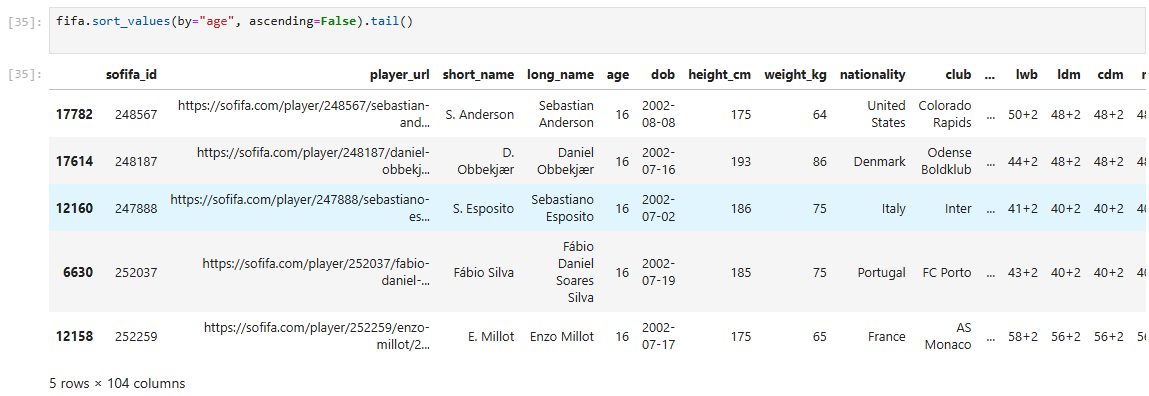 [35]: fifa.sort_values(by="age", ascending=False).tail()
[35]: sofifa_id player_url short_name long_name age dob height_cm weight_kg nationality club ... lwb ldm cdm
17782 248567 https://sofifa.com/player/248567/sebastian-and... S. Anderson Sebastian Anderson 16 2002-08-08 175 64 United States Colorado Rapids ... 50+2 48+2 48+2 48
17614 248187 https://sofifa.com/player/248187/daniel-obbekj... D. Obbekjær Daniel Obbekjær 16 2002-07-16 193 86 Denmark Odense Boldklub ... 44+2 48+2 48+2 48
12160 247888 https://sofifa.com/player/247888/sebastiano-es... S. Esposito Sebastiano Esposito 16 2002-07-02 186 75 Italy Inter ... 41+2 40+2 40+2 40
6630 252037 https://sofifa.com/player/252037/fabio-daniel-... Fábio Silva Fábio Daniel Soares Silva 16 2002-07-19 185 75 Portugal FC Porto ... 43+2 40+2 40+2 40
12158 252259 https://sofifa.com/player/252259/enzo-millot/2... E. Millot Enzo Millot 16 2002-07-17 175 65 France AS Monaco ... 58+2 56+2 56+2 56
5 rows × 104 columns